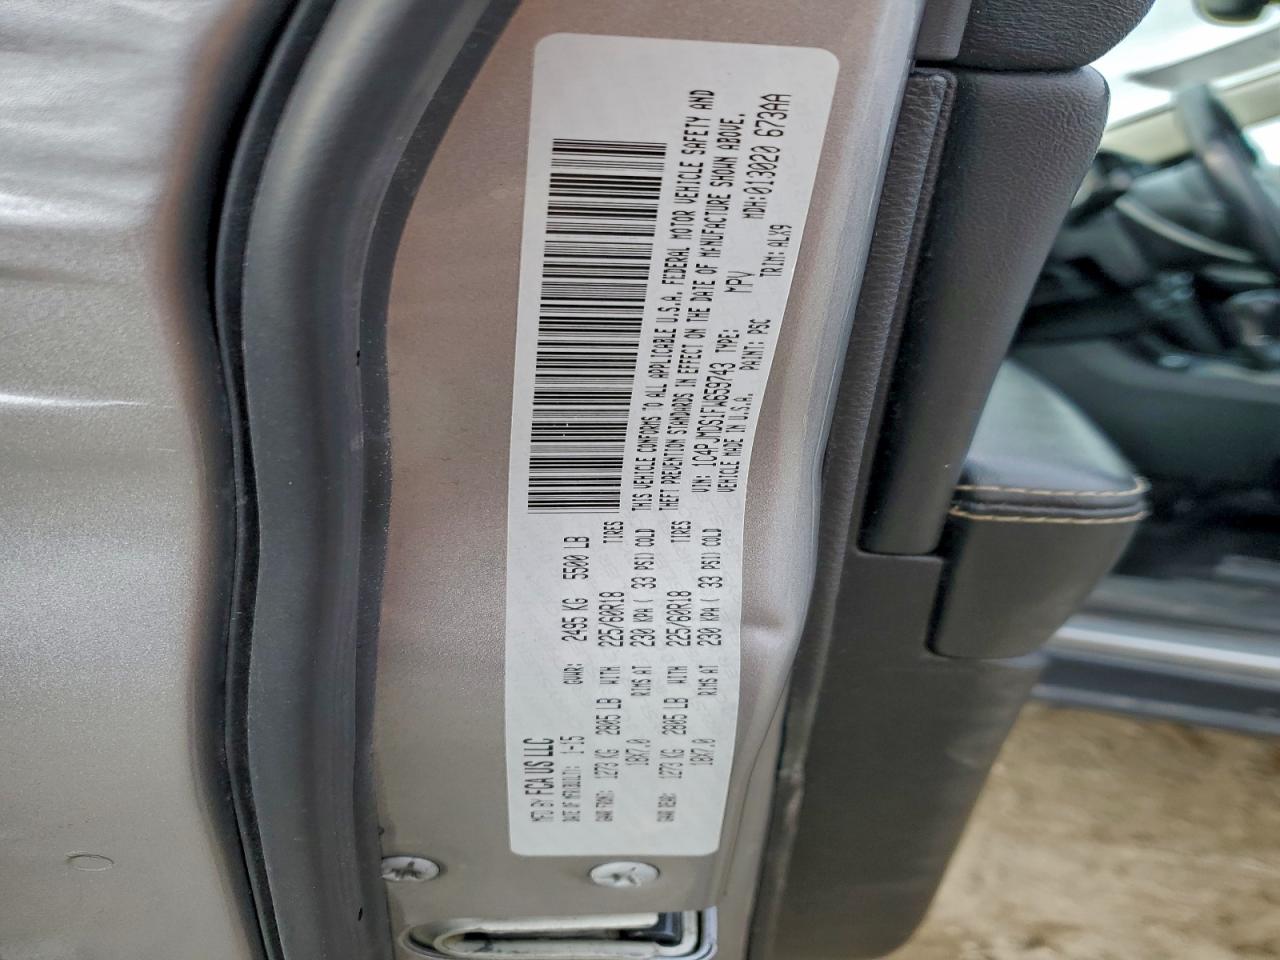 MFD BY FCA US LLC
DATE OF MFR(BUILT): 1-15 GVWR: 2495 KG 5500 LB
GAWR FRONT: 1273 KG 2805 LB WITH 225/60R18 TIRES
18X7.0 RIMS AT 230 KPA ( 33 PSI) COLD
GAWR REAR: 1273 KG 2805 LB WITH 225/60R18 TIRES
18X7.0 RIMS AT 230 KPA ( 33 PSI) COLD
THIS VEHICLE CONFORMS TO ALL APPLICABLE U.S.A. FEDERAL MOTOR VEHICLE SAFETY AND
THEFT PREVENTION STANDARDS IN EFFECT ON THE DATE OF MANUFACTURE SHOWN ABOVE.
VIN: 1C4PJMDS1FW659743 TYPE: MPV MDH:013020 673AA
VEHICLE MADE IN U.S.A. PAINT: PSC TRIM: ALX9